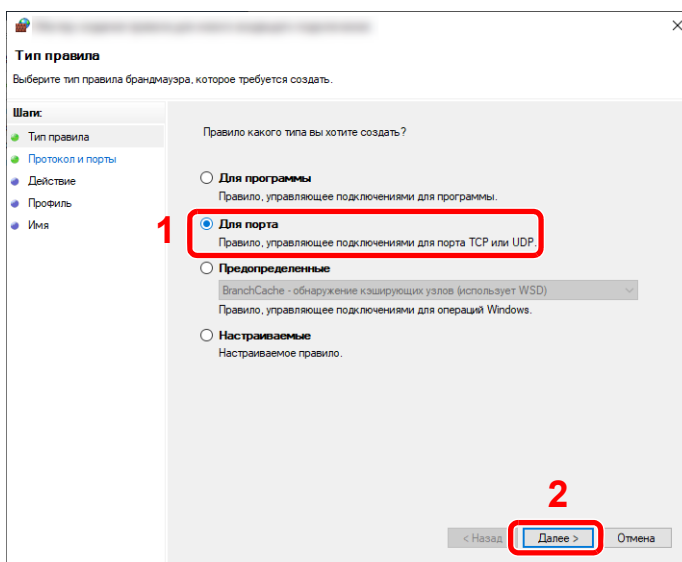 Тип правила
Выберите тип правила брандмауэра, которое требуется создать.
Шаги:
Тип правила
Протокол и порты
Действие
Профиль
Имя
Правило какого типа вы хотите создать?
Для программы
Правило, управляющее подключениями для программы.
1
Для порта
Правило, управляющее подключениями для порта TCP или UDP.
Предопределенные
BranchCache - обнаружение кэширующих узлов (использует WSD)
Правило, управляющее подключениями для операций Windows.
Настраиваемые
Настраиваемое правило.
2
< Назад
Далее >
Отмена